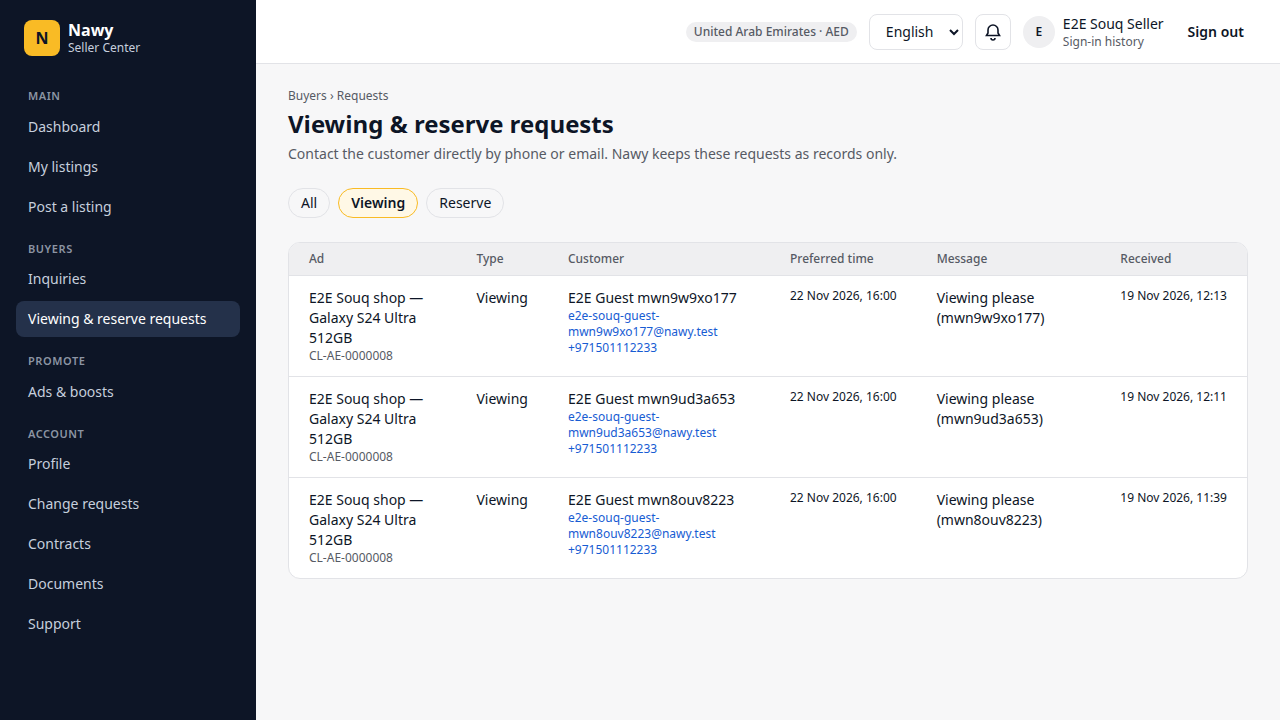 N
Nawy
Seller Center
MAIN
Dashboard
My listings
Post a listing
BUYERS
Inquiries
Viewing & reserve requests
PROMOTE
Ads & boosts
ACCOUNT
Profile
Change requests
Contracts
Documents
Support
United Arab Emirates · AED
English
E
E2E Souq Seller
Sign-in history
Sign out
Buyers › Requests
Viewing & reserve requests
Contact the customer directly by phone or email. Nawy keeps these requests as records only.
All
Viewing
Reserve
Ad
Type
Customer
Preferred time
Message
Received
E2E Souq shop —
Galaxy S24 Ultra
512GB
CL-AE-0000008
Viewing
E2E Guest mwn9w9xo177
e2e-souq-guest-
mwn9w9xo177@nawy.test
+971501112233
22 Nov 2026, 16:00
Viewing please
(mwn9w9xo177)
19 Nov 2026, 12:13
E2E Souq shop —
Galaxy S24 Ultra
512GB
CL-AE-0000008
Viewing
E2E Guest mwn9ud3a653
e2e-souq-guest-
mwn9ud3a653@nawy.test
+971501112233
22 Nov 2026, 16:00
Viewing please
(mwn9ud3a653)
19 Nov 2026, 12:11
E2E Souq shop —
Galaxy S24 Ultra
512GB
CL-AE-0000008
Viewing
E2E Guest mwn8ouv8223
e2e-souq-guest-
mwn8ouv8223@nawy.test
+971501112233
22 Nov 2026, 16:00
Viewing please
(mwn8ouv8223)
19 Nov 2026, 11:39